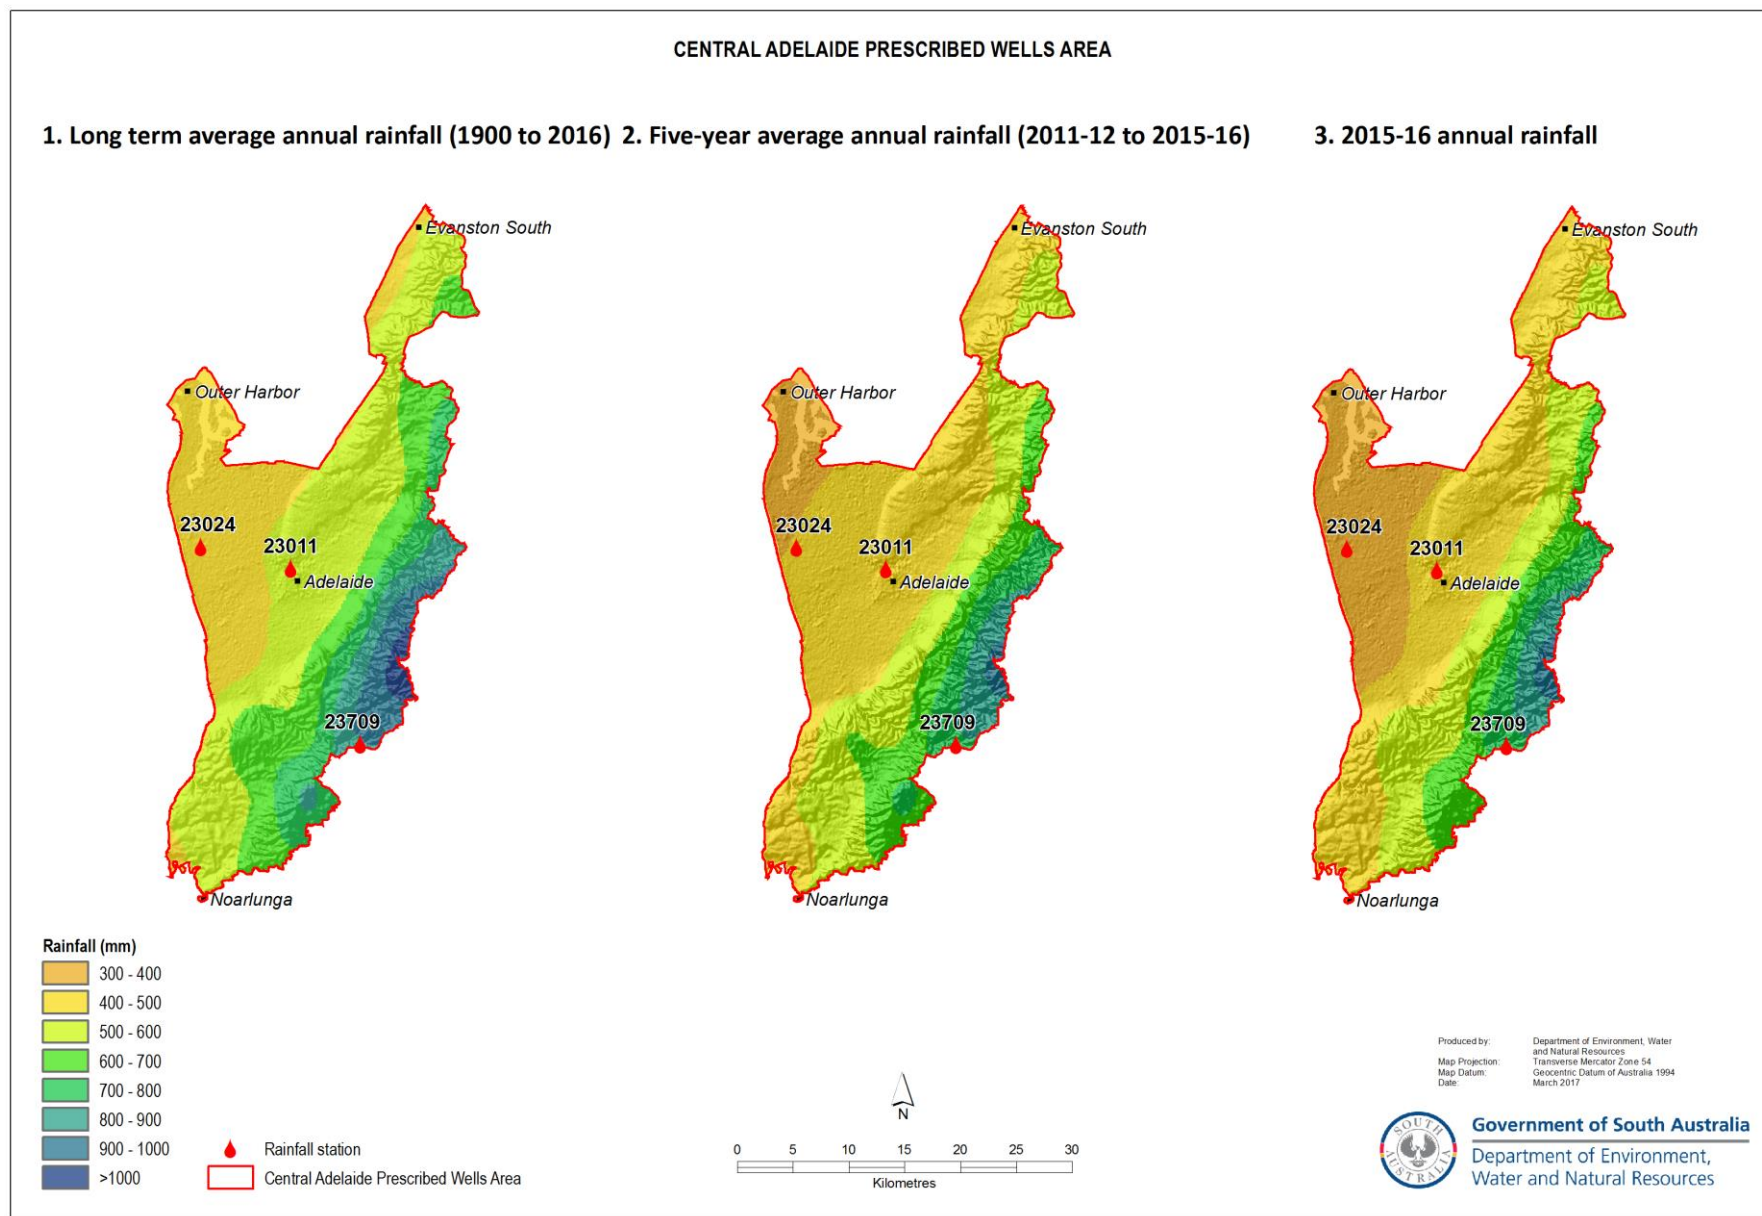 CENTRAL ADELAIDE PRESCRIBED WELLS AREA
1. Long term average annual rainfall (1900 to 2016)
2. Five-year average annual rainfall (2011-12 to 2015-16)
3. 2015-16 annual rainfall
Evanston South
Outer Harbor
23024
23011
Adelaide
23709
Noarlunga
Evanston South
Outer Harbor
23024
23011
Adelaide
23709
Noarlunga
Evanston South
Outer Harbor
23024
23011
Adelaide
23709
Noarlunga
Rainfall (mm)
300 - 400
400 - 500
500 - 600
600 - 700
700 - 800
800 - 900
900 - 1000
>1000
Rainfall station
Central Adelaide Prescribed Wells Area
N
0 5 10 15 20 25 30
Kilometres
Produced by: Department of Environment, Water
and Natural Resources
Map Projection: Transverse Mercator Zone 54
Map Datum: Geocentric Datum of Australia 1994
Date: March 2017
SOUTH
AUSTRALIA
Government of South Australia
Department of Environment,
Water and Natural Resources